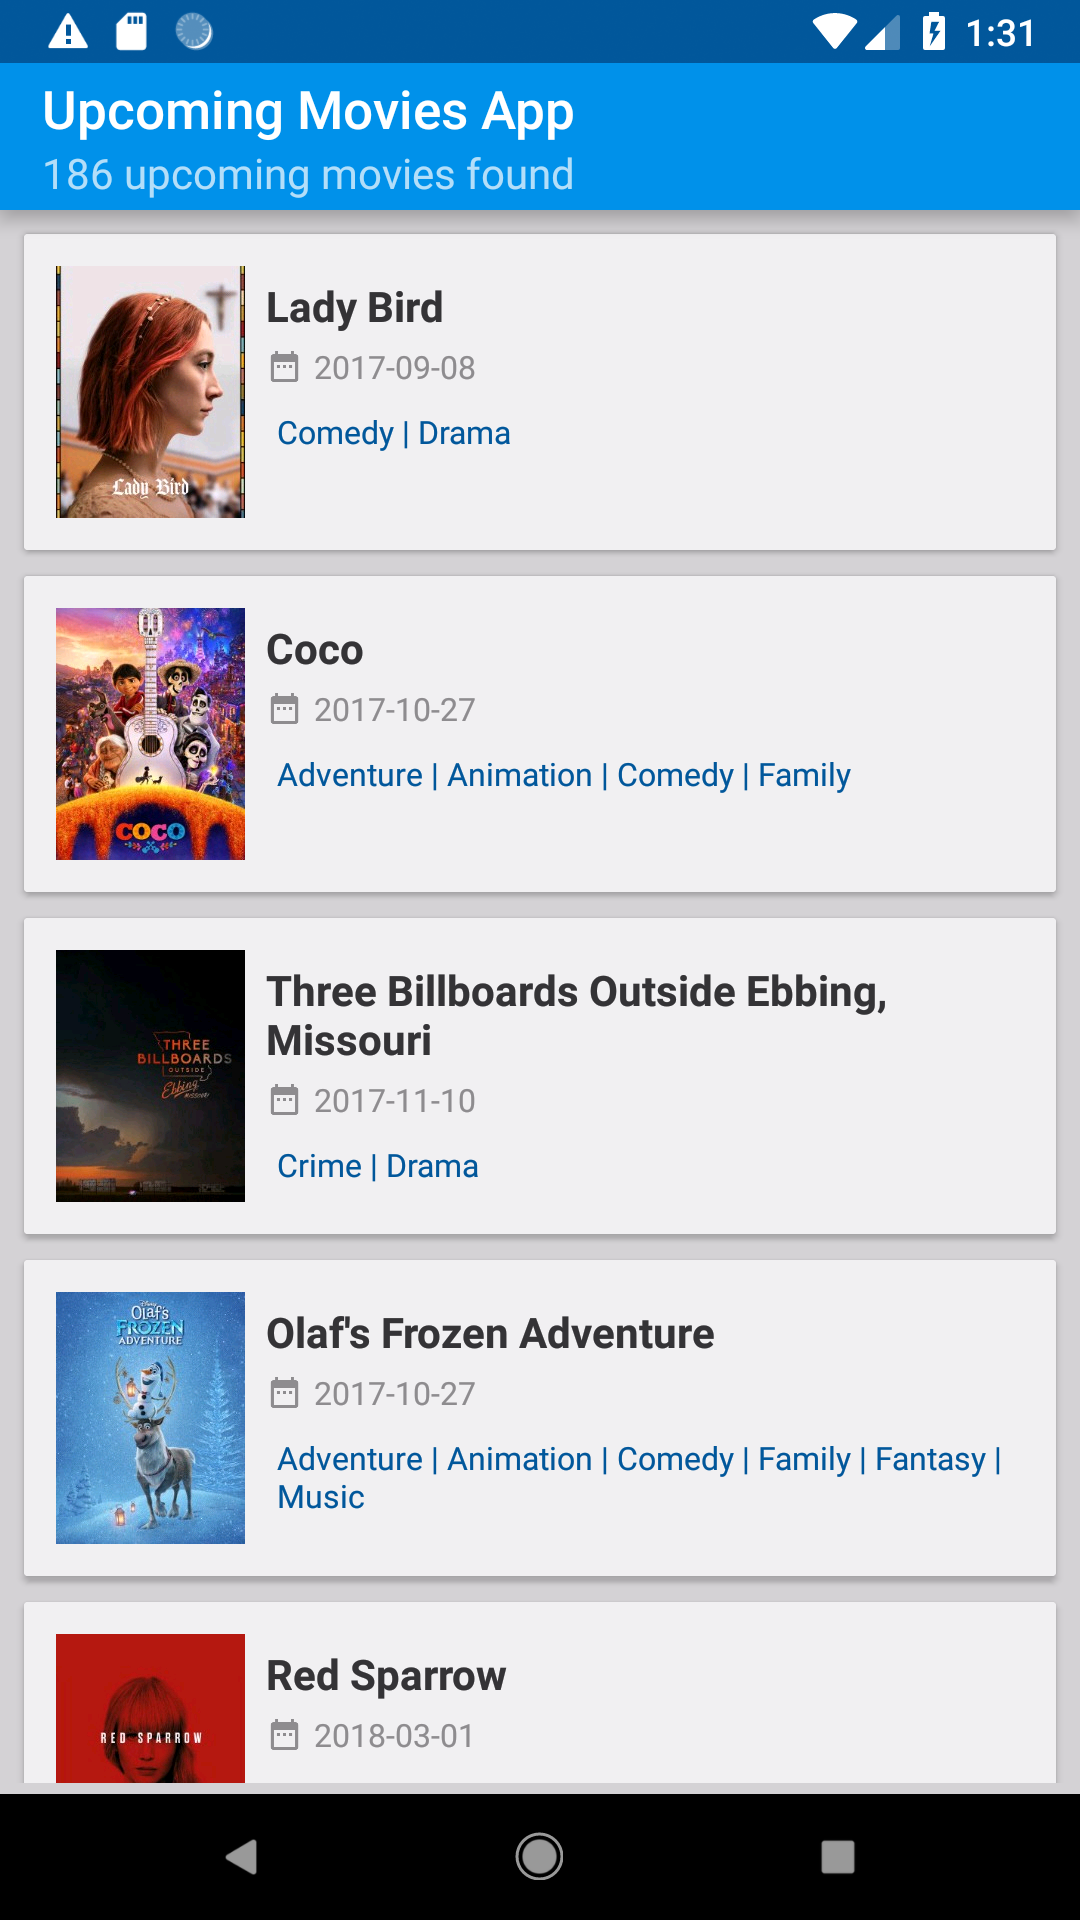 1:31
Upcoming Movies App
186 upcoming movies found
Lady Bird
Lady Bird
2017-09-08
Comedy | Drama
COCO
Coco
2017-10-27
Adventure | Animation | Comedy | Family
THREE
BILLBOARDS
OUTSIDE
Ebbing
MISSOURI
Three Billboards Outside Ebbing,
Missouri
2017-11-10
Crime | Drama
Disney
Olaf's
FROZEN
ADVENTURE
Olaf's Frozen Adventure
2017-10-27
Adventure | Animation | Comedy | Family | Fantasy |
Music
RED SPARROW
Red Sparrow
2018-03-01